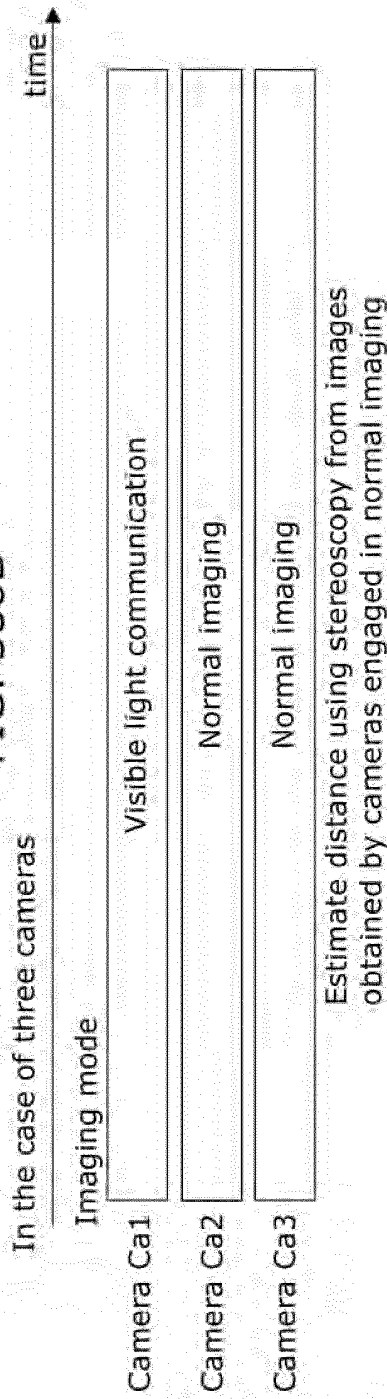 In the case of three cameras
time
Imaging mode
Camera Ca1
Visible light communication
Camera Ca2
Normal imaging
Camera Ca3
Normal imaging
Estimate distance using stereoscopy from images
obtained by cameras engaged in normal imaging